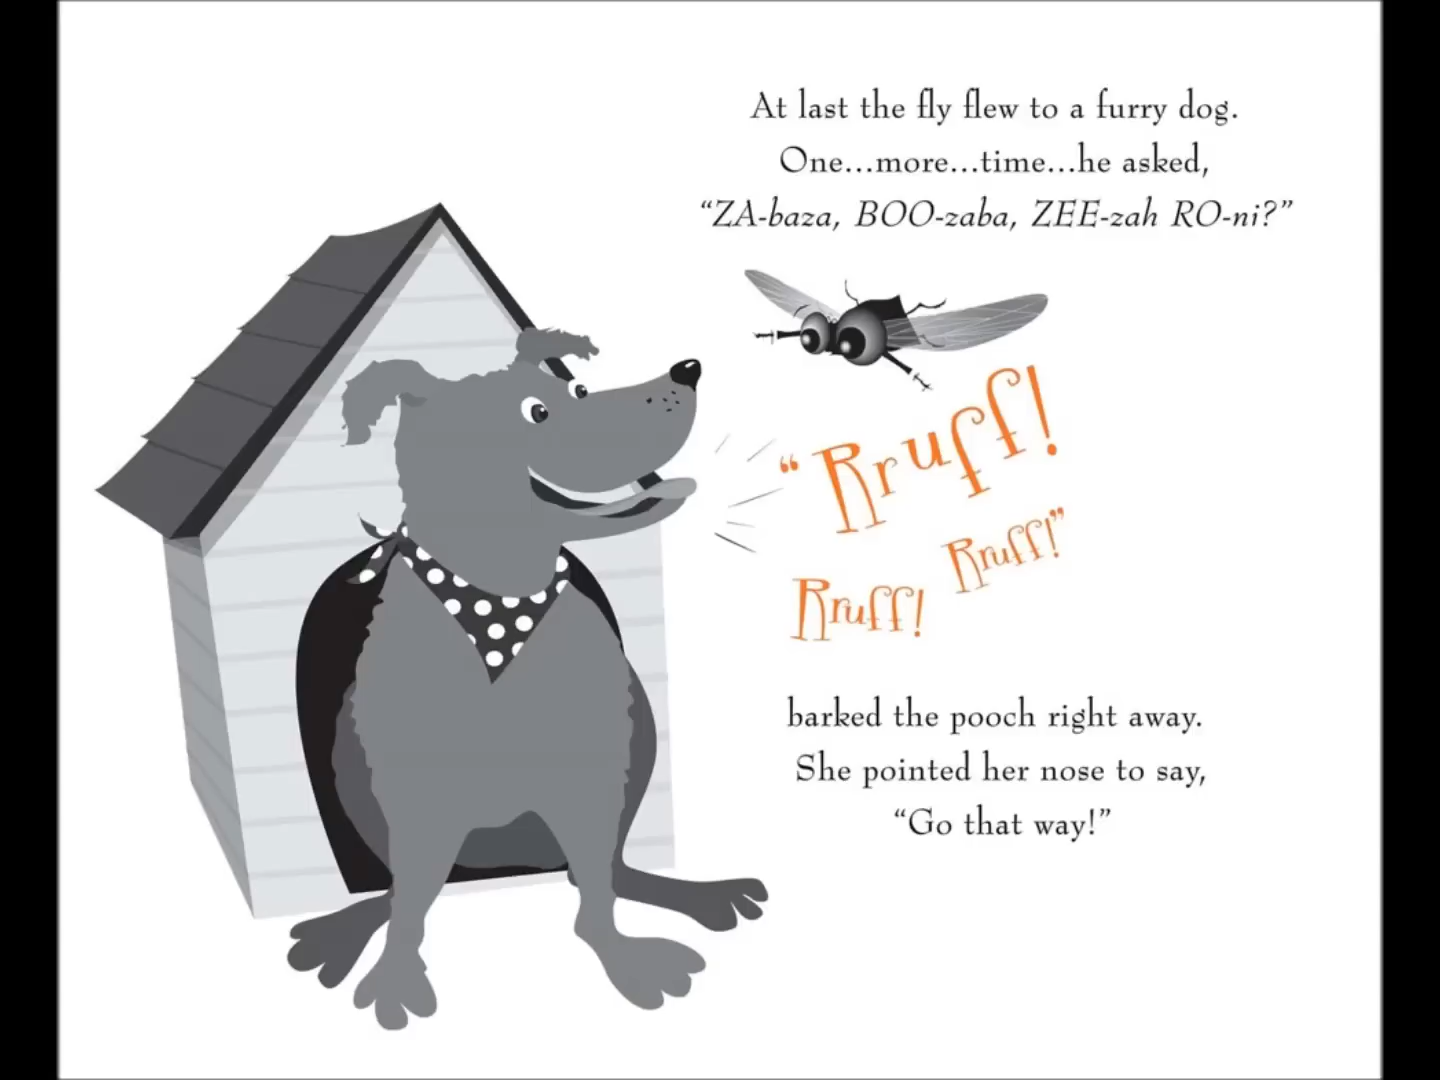 At last the fly flew to a furry dog.
One...more...time...he asked,
“ZA-baza, BOO-zaba, ZEE-zah RO-ni?”
“Rruff!
Rruff!
Rruff!”
barked the pooch right away.
She pointed her nose to say,
“Go that way!”